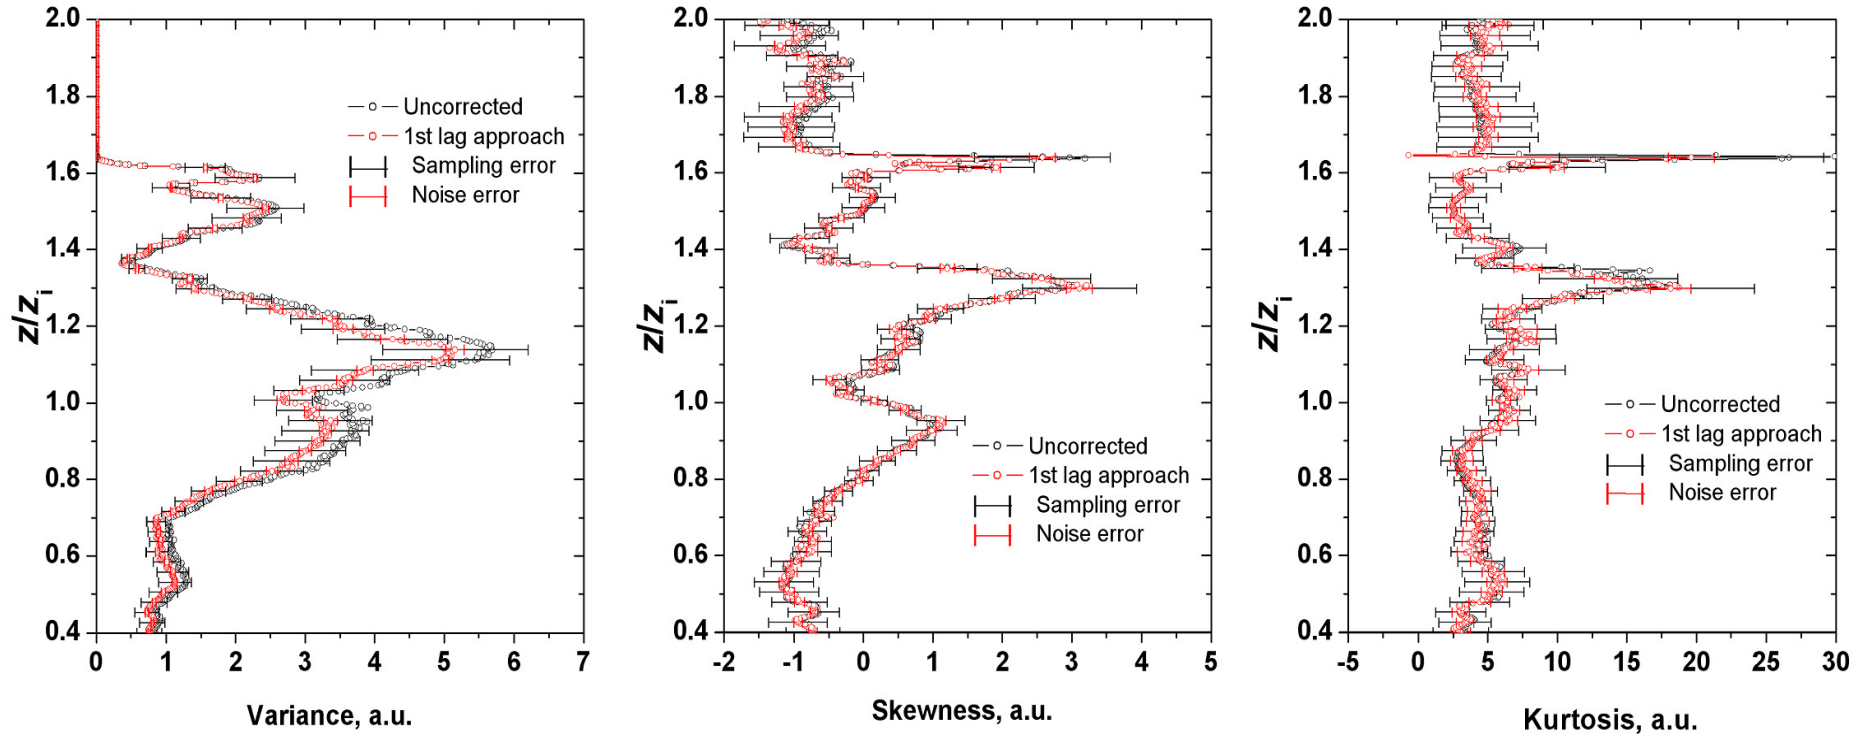 2.0
1.8
1.6
1.4
1.2
1.0
0.8
0.6
0.4
z/zi
0 1 2 3 4 5 6 7
Variance, a.u.
Uncorrected
1st lag approach
Sampling error
Noise error
2.0
1.8
1.6
1.4
1.2
1.0
0.8
0.6
0.4
z/zi
-2 -1 0 1 2 3 4 5
Skewness, a.u.
Uncorrected
1st lag approach
Sampling error
Noise error
2.0
1.8
1.6
1.4
1.2
1.0
0.8
0.6
0.4
z/zi
-5 0 5 10 15 20 25 30
Kurtosis, a.u.
Uncorrected
1st lag approach
Sampling error
Noise error